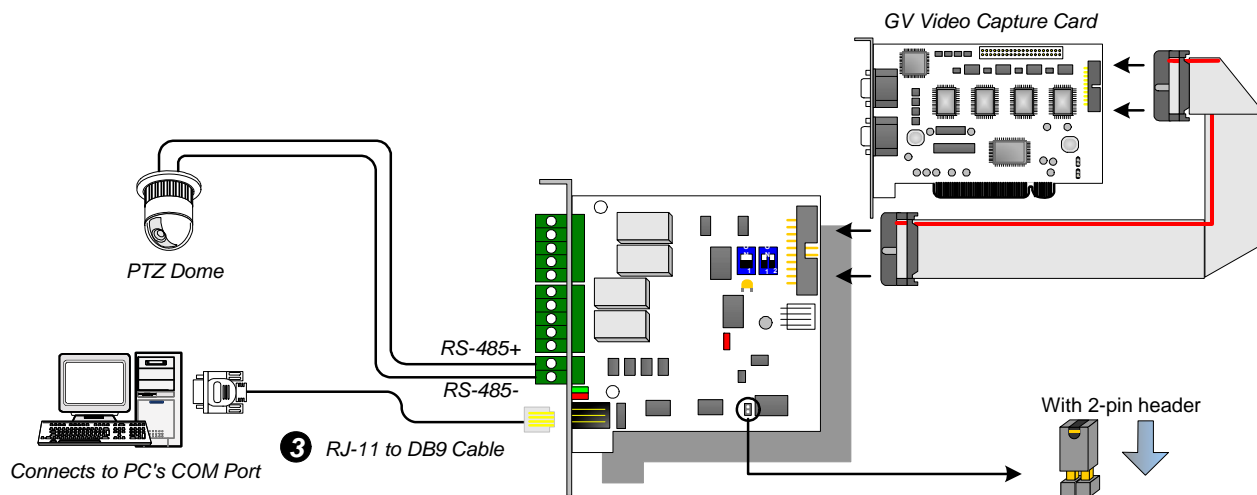 GV Video Capture Card
PTZ Dome
RS-485+
RS-485-
With 2-pin header
3 RJ-11 to DB9 Cable
Connects to PC's COM Port